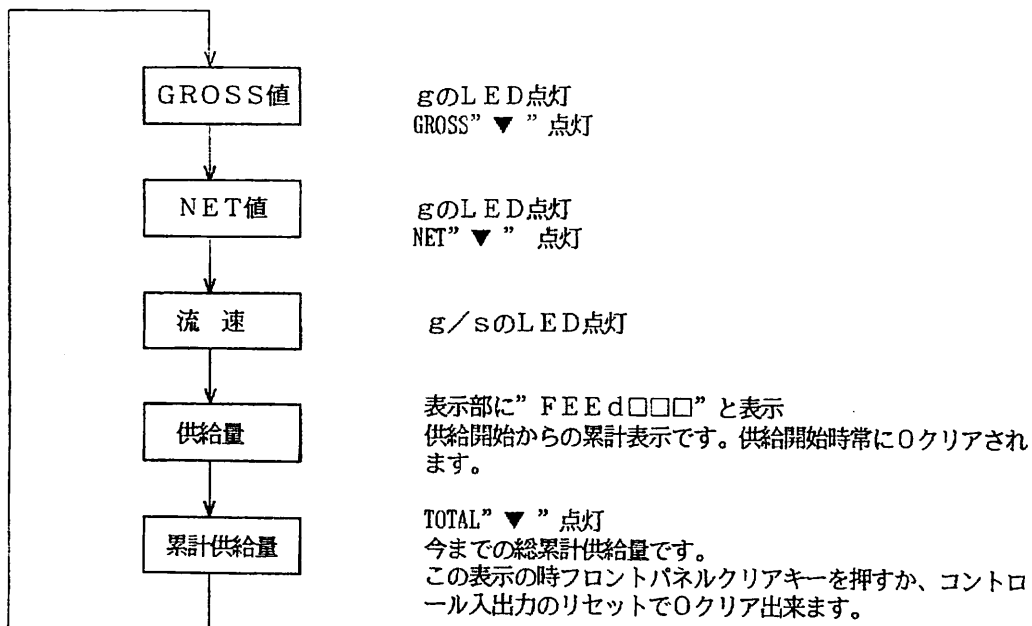 GROSS値
gのLED点灯
GROSS”▼”点灯
NET値
gのLED点灯
NET”▼” 点灯
流 速
g/sのLED点灯
供給量
表示部に”FEEd□□□”と表示
供給開始からの累計表示です。供給開始時常に0クリアされ
ます。
累計供給量
TOTAL”▼”点灯
今までの総累計供給量です。
この表示の時フロントパネルクリアキーを押すか、コントロ
ール入出力のリセットで0クリア出来ます。